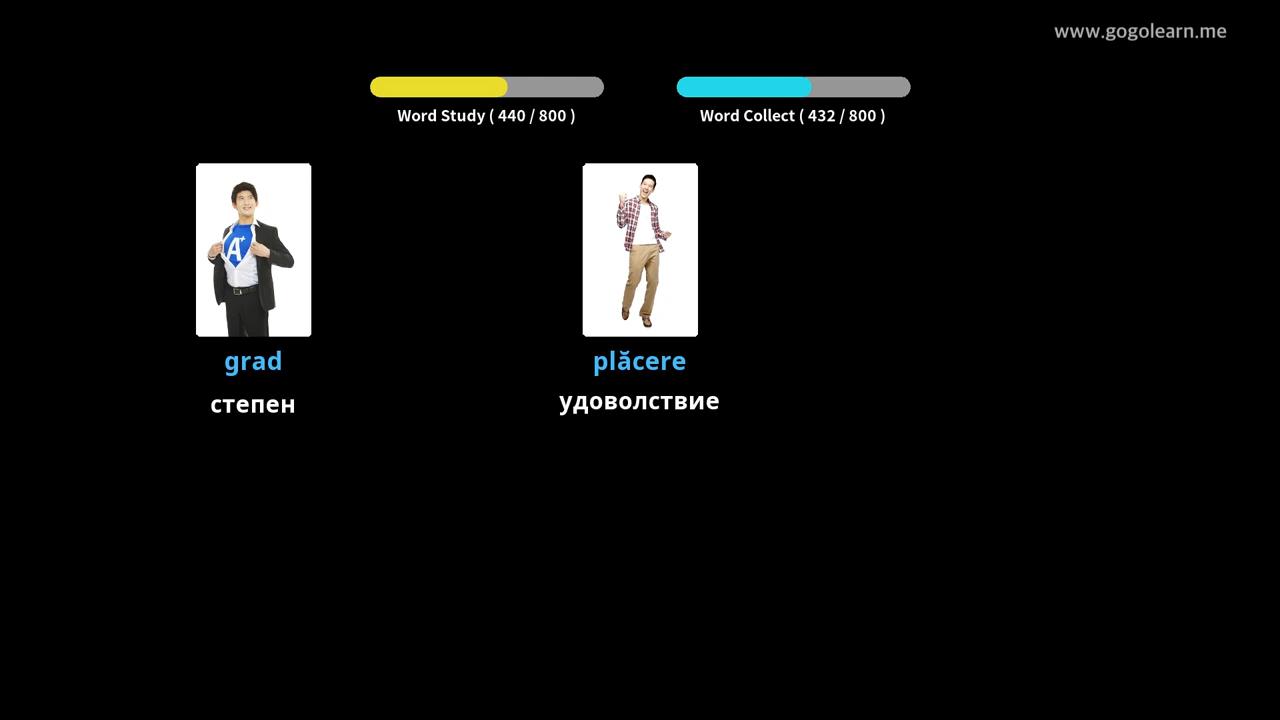 www.gogolearn.me
Word Study ( 440 / 800 )
Word Collect ( 432 / 800 )
A+
grad
plăcere
степен
удоволствие